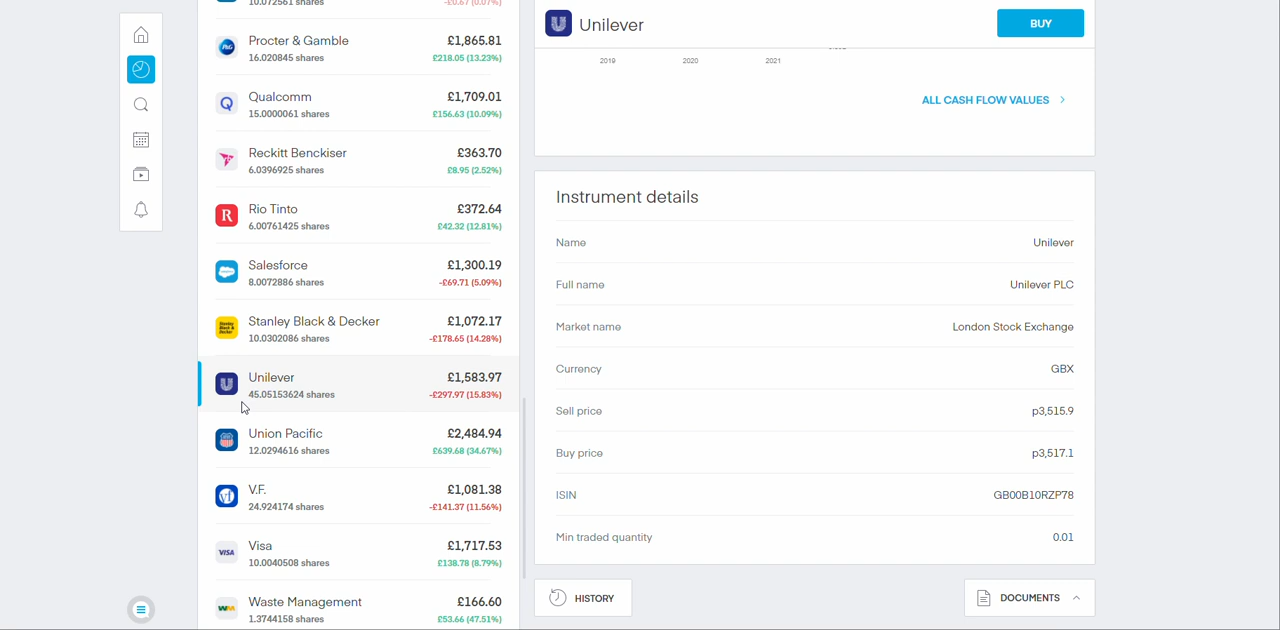 10.072561 shares
-£0.67 (0.07%)
Procter & Gamble
£1,865.81
16.020845 shares
£218.05 (13.23%)
Qualcomm
£1,709.01
15.0000061 shares
£156.63 (10.09%)
Reckitt Benckiser
£363.70
6.0396925 shares
£8.95 (2.52%)
Rio Tinto
£372.64
6.00761425 shares
£42.32 (12.81%)
Salesforce
£1,300.19
8.0072886 shares
-£69.71 (5.09%)
Stanley Black & Decker
£1,072.17
10.0302086 shares
-£178.65 (14.28%)
Unilever
£1,583.97
45.05153624 shares
-£297.97 (15.83%)
Union Pacific
£2,484.94
12.0294616 shares
£639.68 (34.67%)
V.F.
£1,081.38
24.924174 shares
-£141.37 (11.56%)
VISA
Visa
£1,717.53
10.0040508 shares
£138.78 (8.79%)
Waste Management
£166.60
1.3744158 shares
£53.66 (47.51%)
Unilever
BUY
2019 2020 2021
ALL CASH FLOW VALUES
Instrument details
Name Unilever
Full name Unilever PLC
Market name London Stock Exchange
Currency GBX
Sell price p3,515.9
Buy price p3,517.1
ISIN GB00B10RZP78
Min traded quantity 0.01
HISTORY
DOCUMENTS